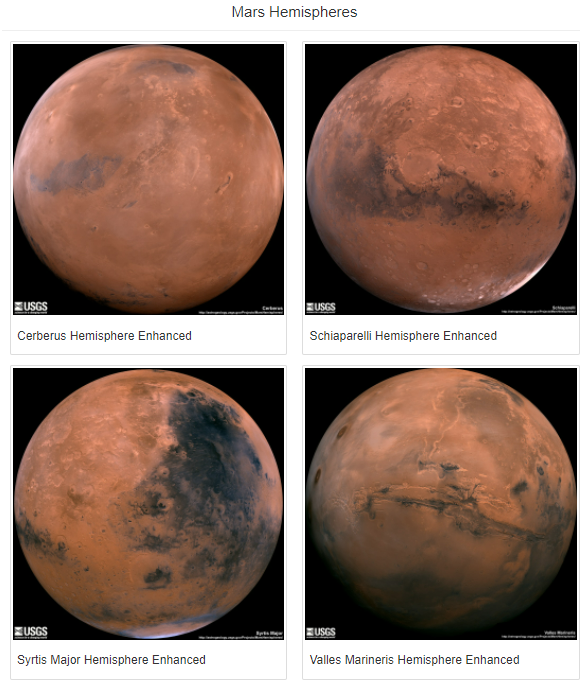 Mars Hemispheres
USGS
Cerberus
USGS
Schiaparelli
Cerberus Hemisphere Enhanced
Schiaparelli Hemisphere Enhanced
USGS
Syrtis Major
USGS
Valles Marineris
Syrtis Major Hemisphere Enhanced
Valles Marineris Hemisphere Enhanced